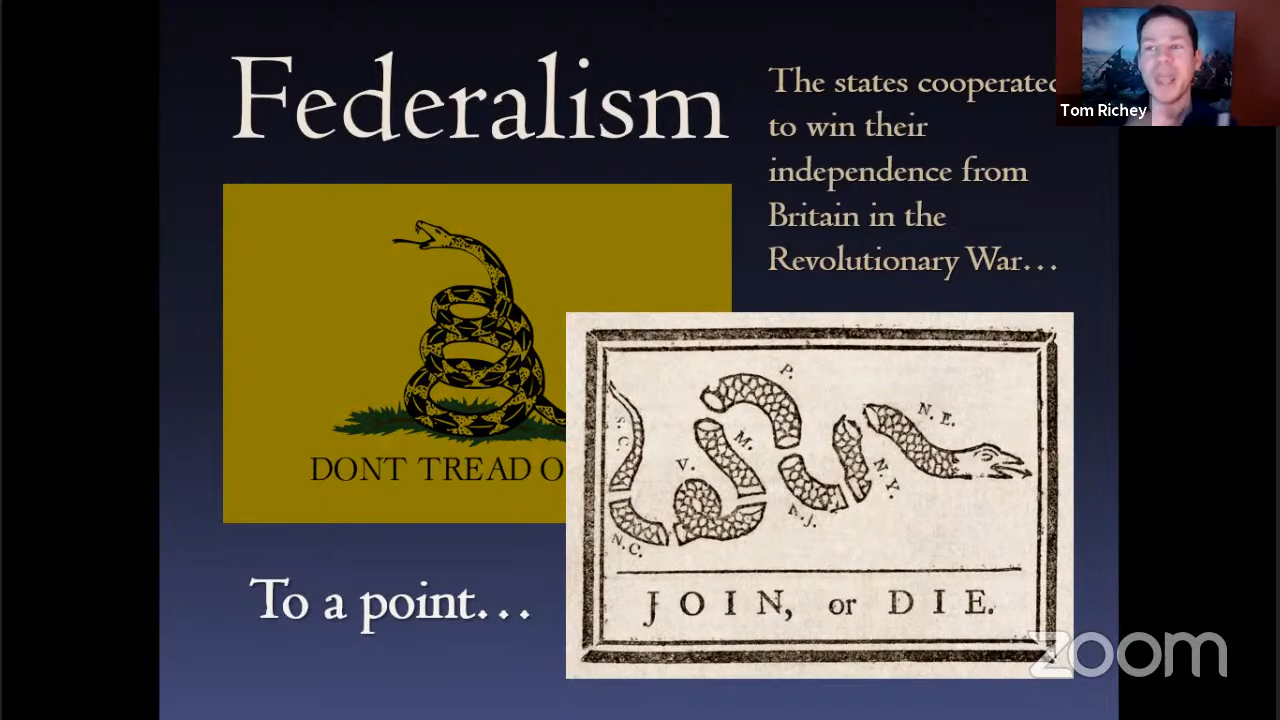 Federalism
The states cooperated
to win their
independence from
Britain in the
Revolutionary War…
Tom Richey
DONT TREAD O
P.
N. E.
S. C.
M.
V.
N. Y.
N. J.
N. C.
JOIN, or DIE.
To a point…
zoom